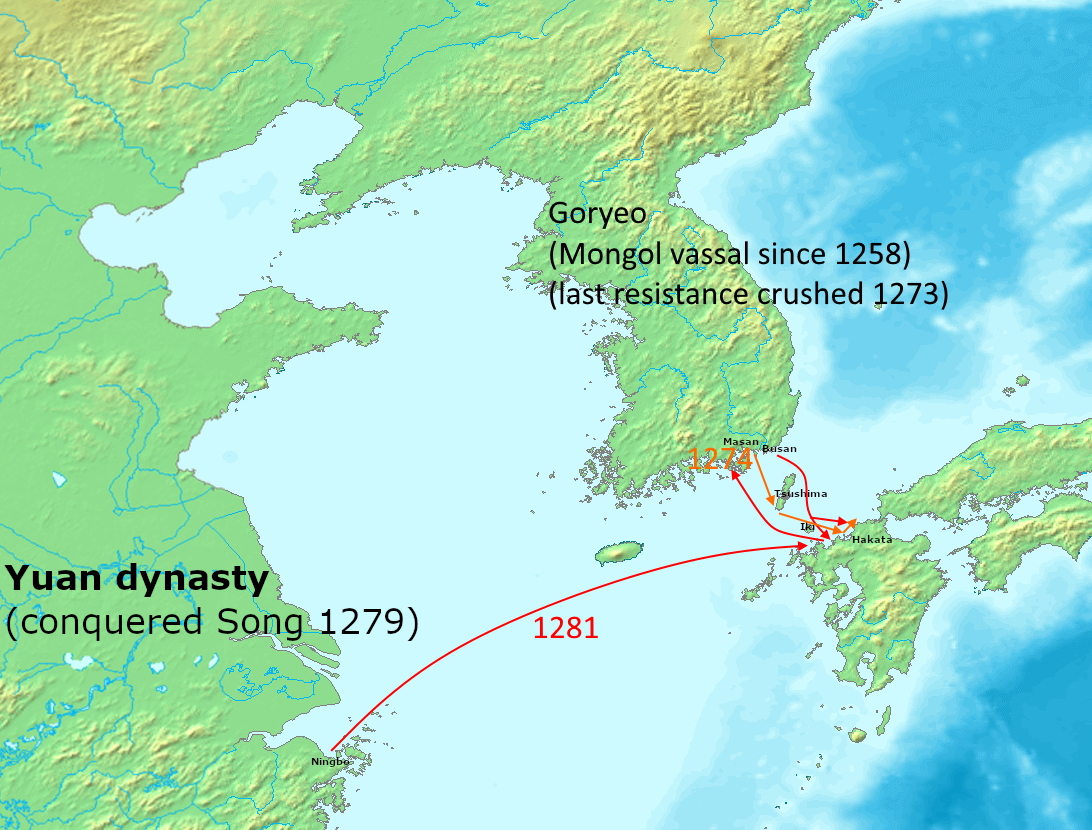 Goryeo
(Mongol vassal since 1258)
(last resistance crushed 1273)
Masan
1274
Busan
Tsushima
Iki
Hakata
Yuan dynasty
(conquered Song 1279)
1281
Ningbo